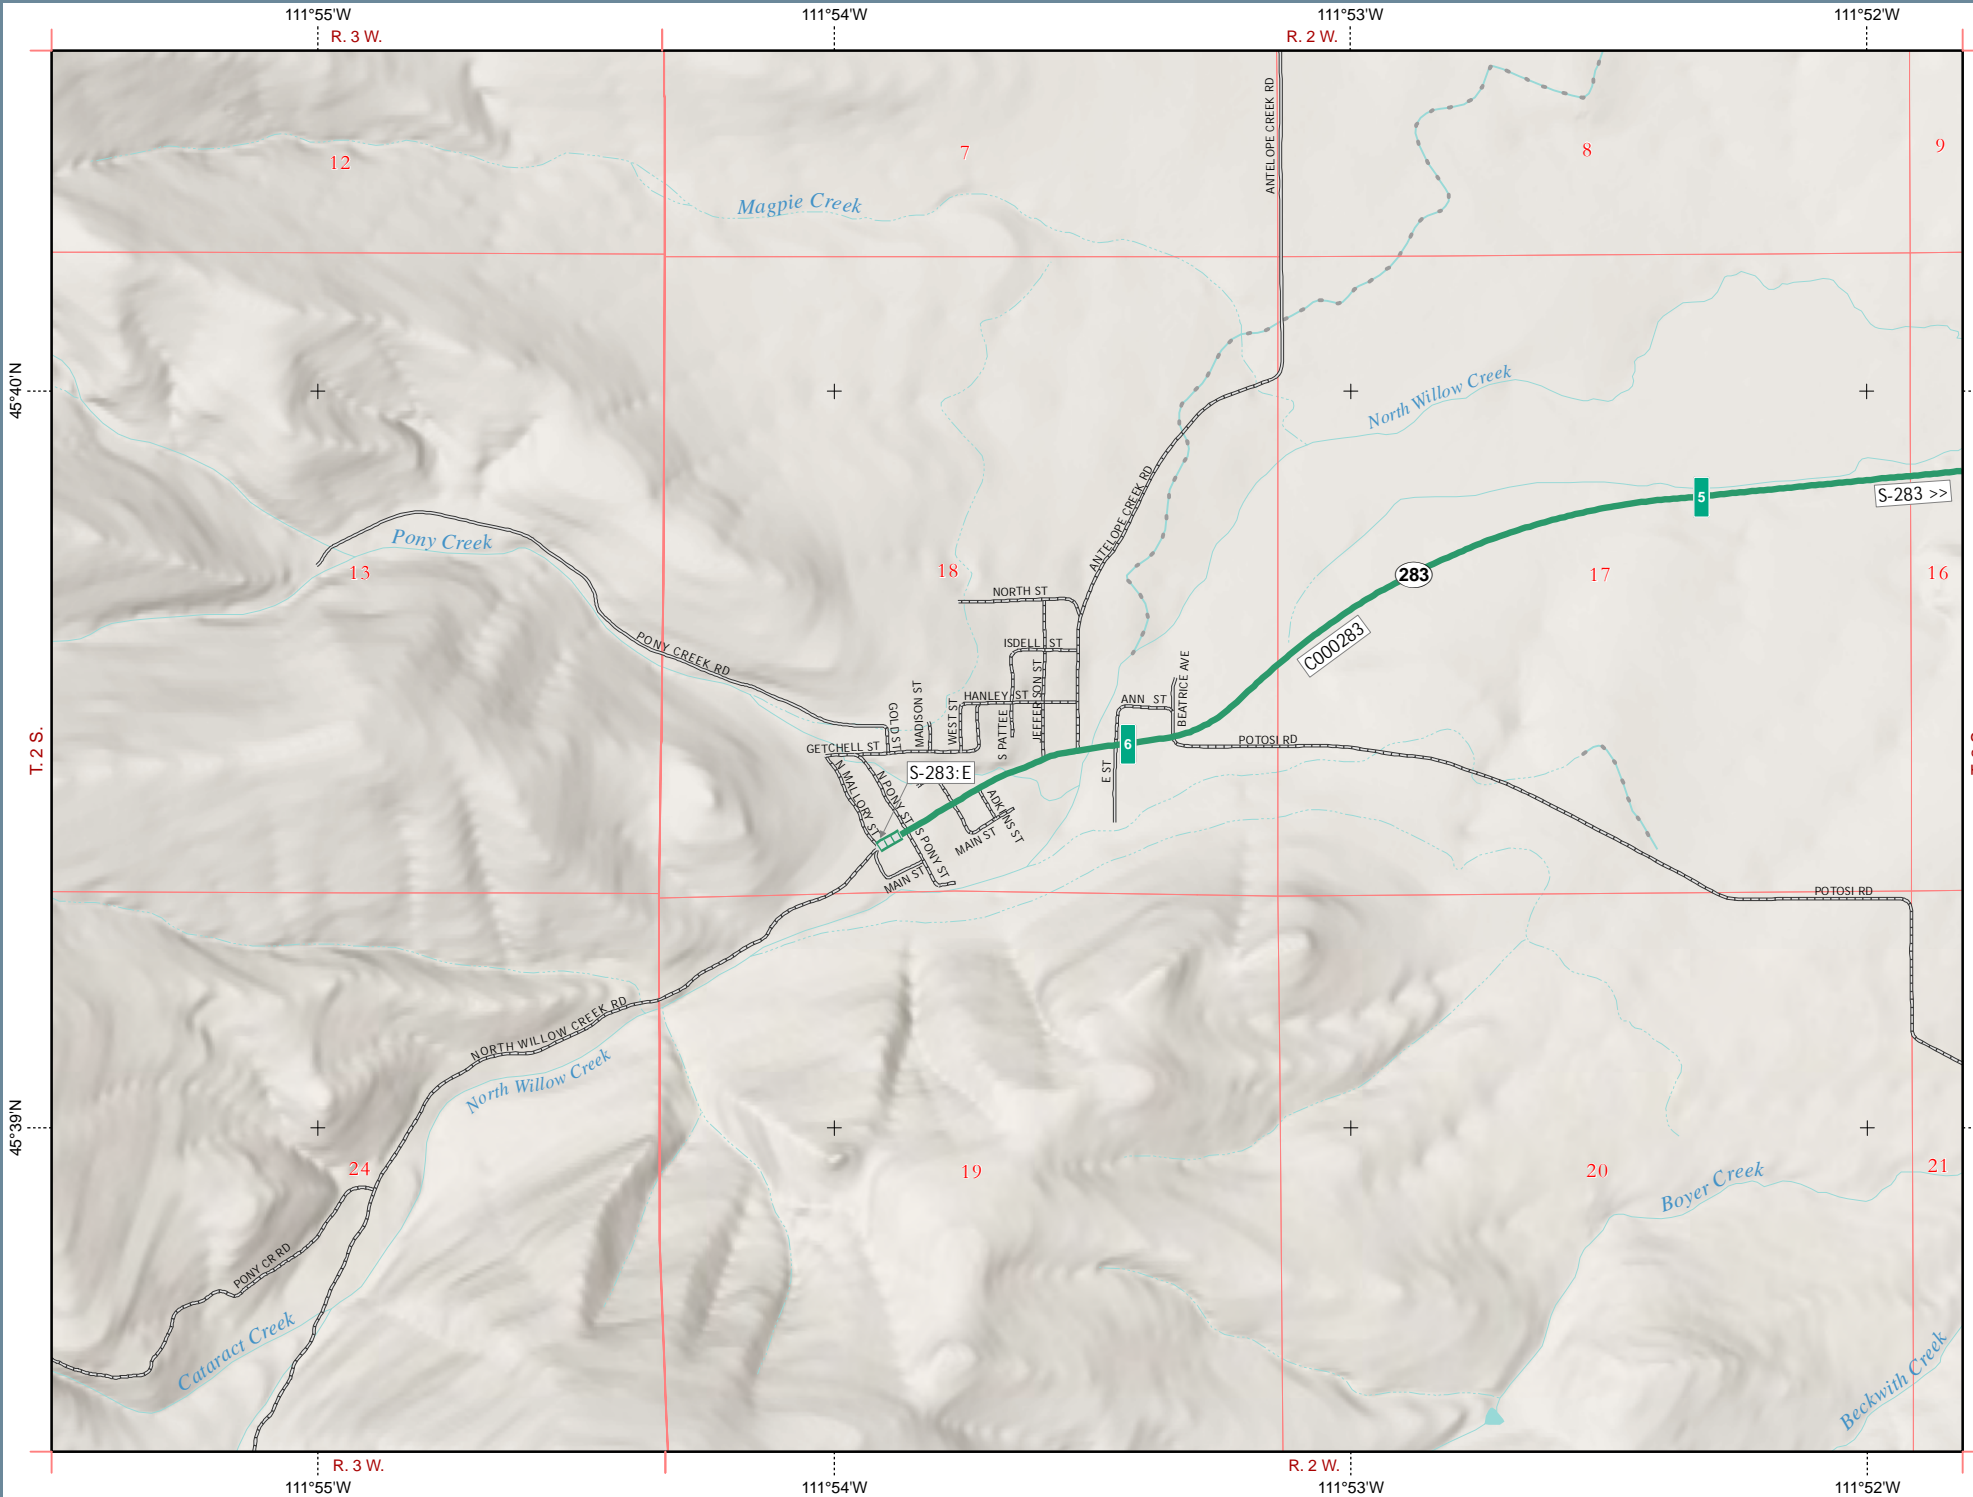 111°55'W
111°54'W
111°53'W
111°52'W
R. 3 W.
R. 2 W.
ANTELOPE CREEK RD
12
7
8
9
Magpie Creek
45°40'N
North Willow Creek
S-283 >>
5
Pony Creek
ANTELOPE CREEK RD
13
18
283
17
16
NORTH ST
C000283
PONY CREEK RD
ISDELL ST
JEFFERSON ST
BEATRICE AVE
HANLEY ST
ANN ST
GOLD ST
MADISON ST
WEST ST
S PATTEE
T. 2 S.
GETCHELL ST
6
POTOSI RD
S-283:E
E ST
N MALLORY ST
N PONY ST
ADKINS ST
S PONY ST
MAIN ST
MAIN ST
POTOSI RD
NORTH WILLOW CREEK RD
North Willow Creek
45°39'N
24
19
20
21
Boyer Creek
PONY CR RD
Cataract Creek
Beckwith Creek
R. 3 W.
R. 2 W.
111°55'W
111°54'W
111°53'W
111°52'W